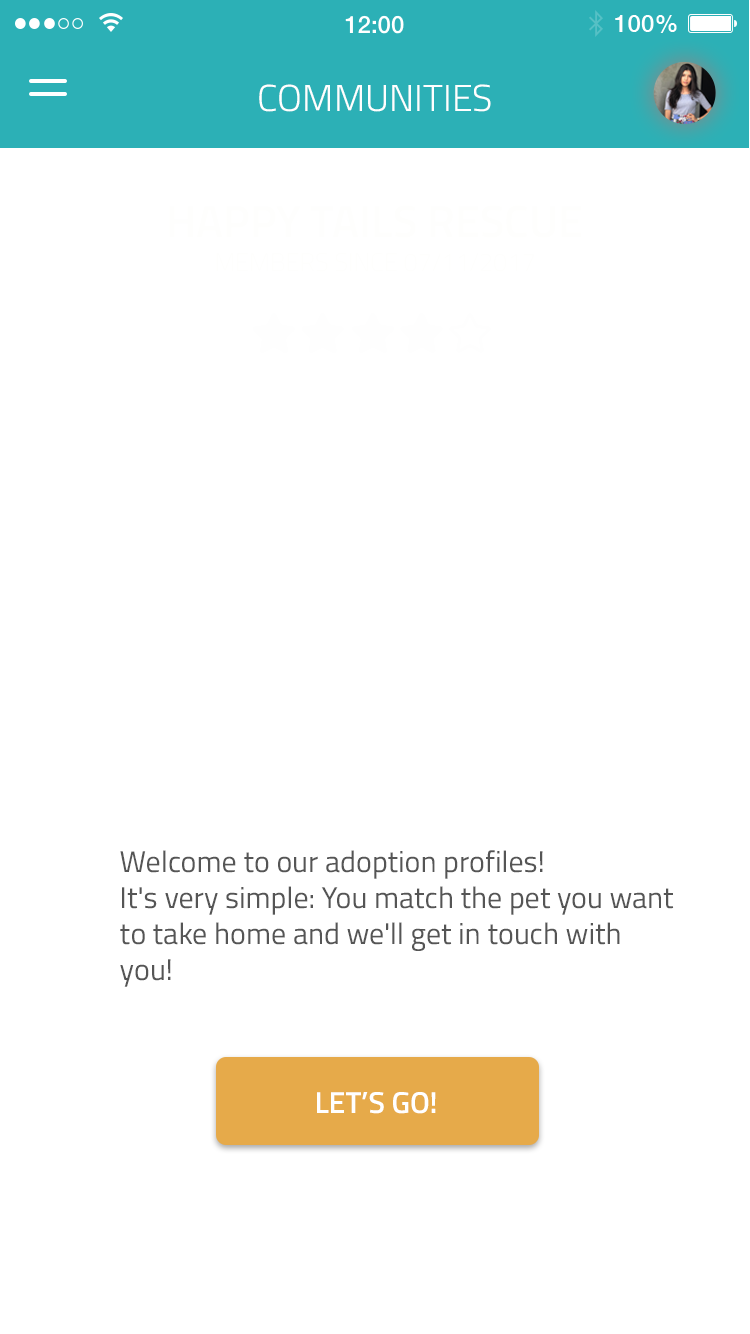 12:00
100%
COMMUNITIES
Welcome to our adoption profiles!
It's very simple: You match the pet you want
to take home and we'll get in touch with
you!
LET’S GO!